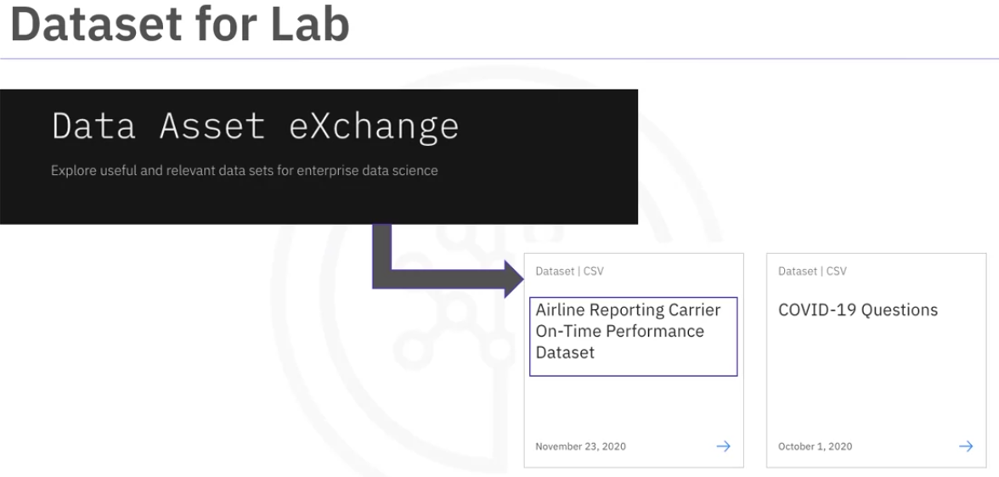 Dataset for Lab
Data Asset eXchange
Explore useful and relevant data sets for enterprise data science
Dataset | CSV
Airline Reporting Carrier
On-Time Performance
Dataset
November 23, 2020
Dataset | CSV
COVID-19 Questions
October 1, 2020